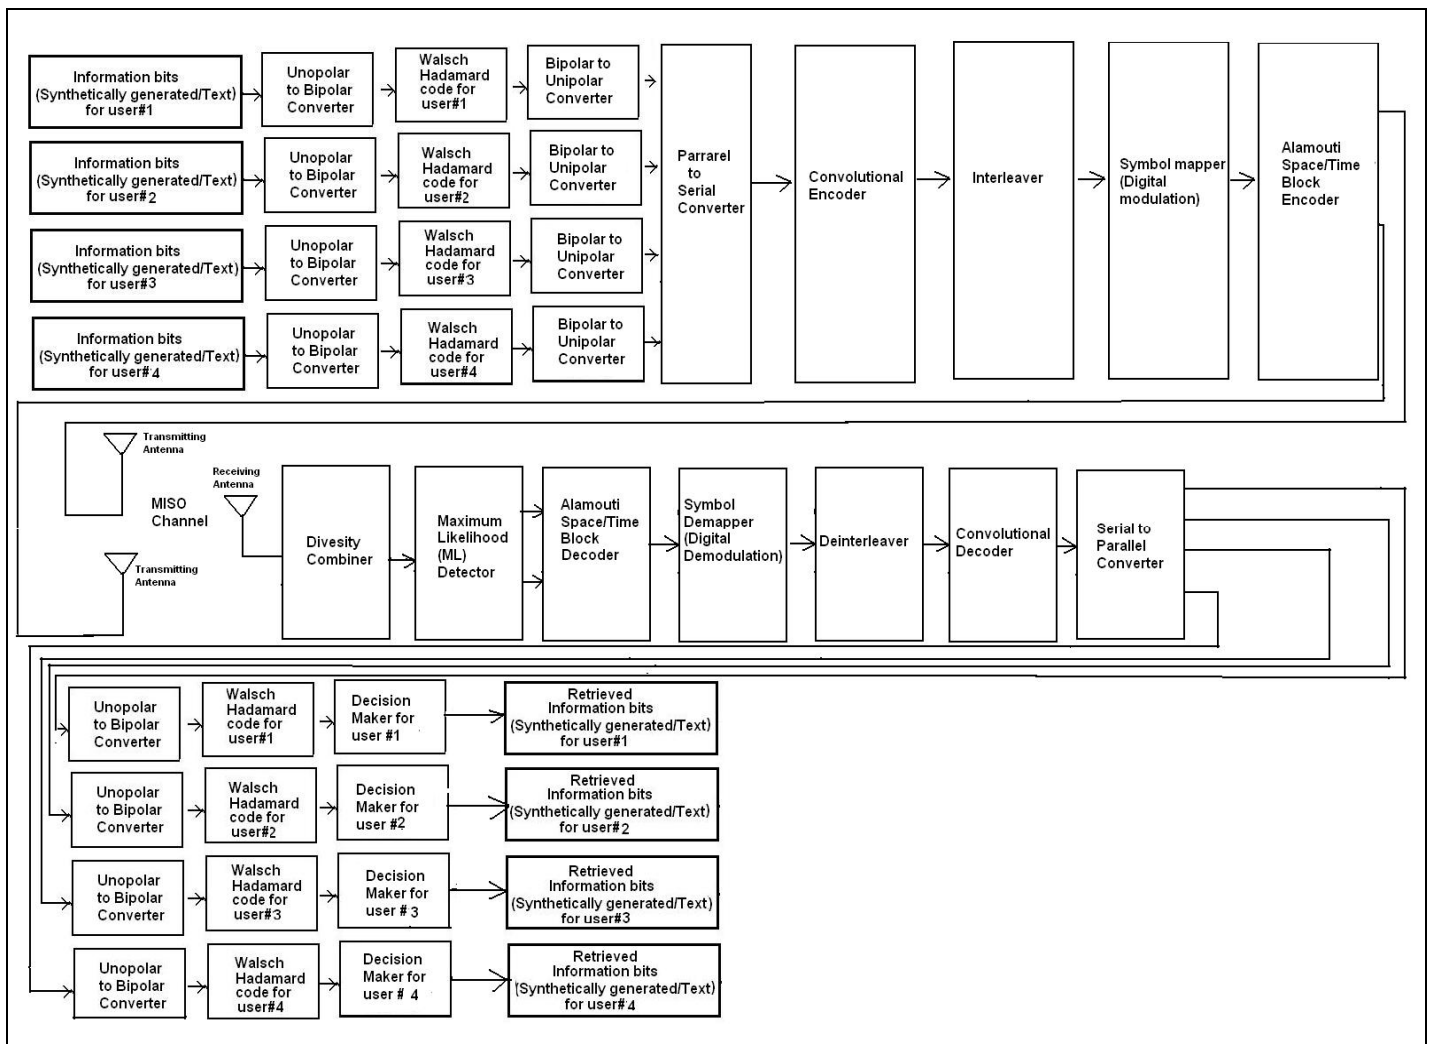 Information bits
(Synthetically generated/Text)
for user#1
Unopolar
to Bipolar
Converter
Walsch
Hadamard
code for
user#1
Bipolar to
Unipolar
Converter
Information bits
(Synthetically generated/Text)
for user#2
Unopolar
to Bipolar
Converter
Walsch
Hadamard
code for
user#2
Bipolar to
Unipolar
Converter
Information bits
(Synthetically generated/Text)
for user#3
Unopolar
to Bipolar
Converter
Walsch
Hadamard
code for
user#3
Bipolar to
Unipolar
Converter
Information bits
(Synthetically generated/Text)
for user#4
Unopolar
to Bipolar
Converter
Walsch
Hadamard
code for
user#4
Bipolar to
Unipolar
Converter
Parrarel
to
Serial
Converter
Convolutional
Encoder
Interleaver
Symbol mapper
(Digital
modulation)
Alamouti
Space/Time
Block
Encoder
Transmitting
Antenna
Receiving
Antenna
MISO
Channel
Transmitting
Antenna
Divesity
Combiner
Maximum
Likelihood
(ML)
Detector
Alamouti
Space/Time
Block
Decoder
Symbol
Demapper
(Digital
Demodulation)
Deinterleaver
Convolutional
Decoder
Serial to
Parallel
Converter
Unopolar
to Bipolar
Converter
Walsch
Hadamard
code for
user#1
Decision
Maker for
user #1
Retrieved
Information bits
(Synthetically generated/Text)
for user#1
Unopolar
to Bipolar
Converter
Walsch
Hadamard
code for
user#2
Decision
Maker for
user #2
Retrieved
Information bits
(Synthetically generated/Text)
for user#2
Unopolar
to Bipolar
Converter
Walsch
Hadamard
code for
user#3
Decision
Maker for
user #3
Retrieved
Information bits
(Synthetically generated/Text)
for user#3
Unopolar
to Bipolar
Converter
Walsch
Hadamard
code for
user#4
Decision
Maker for
user # 4
Retrieved
Information bits
(Synthetically generated/Text)
for user#4